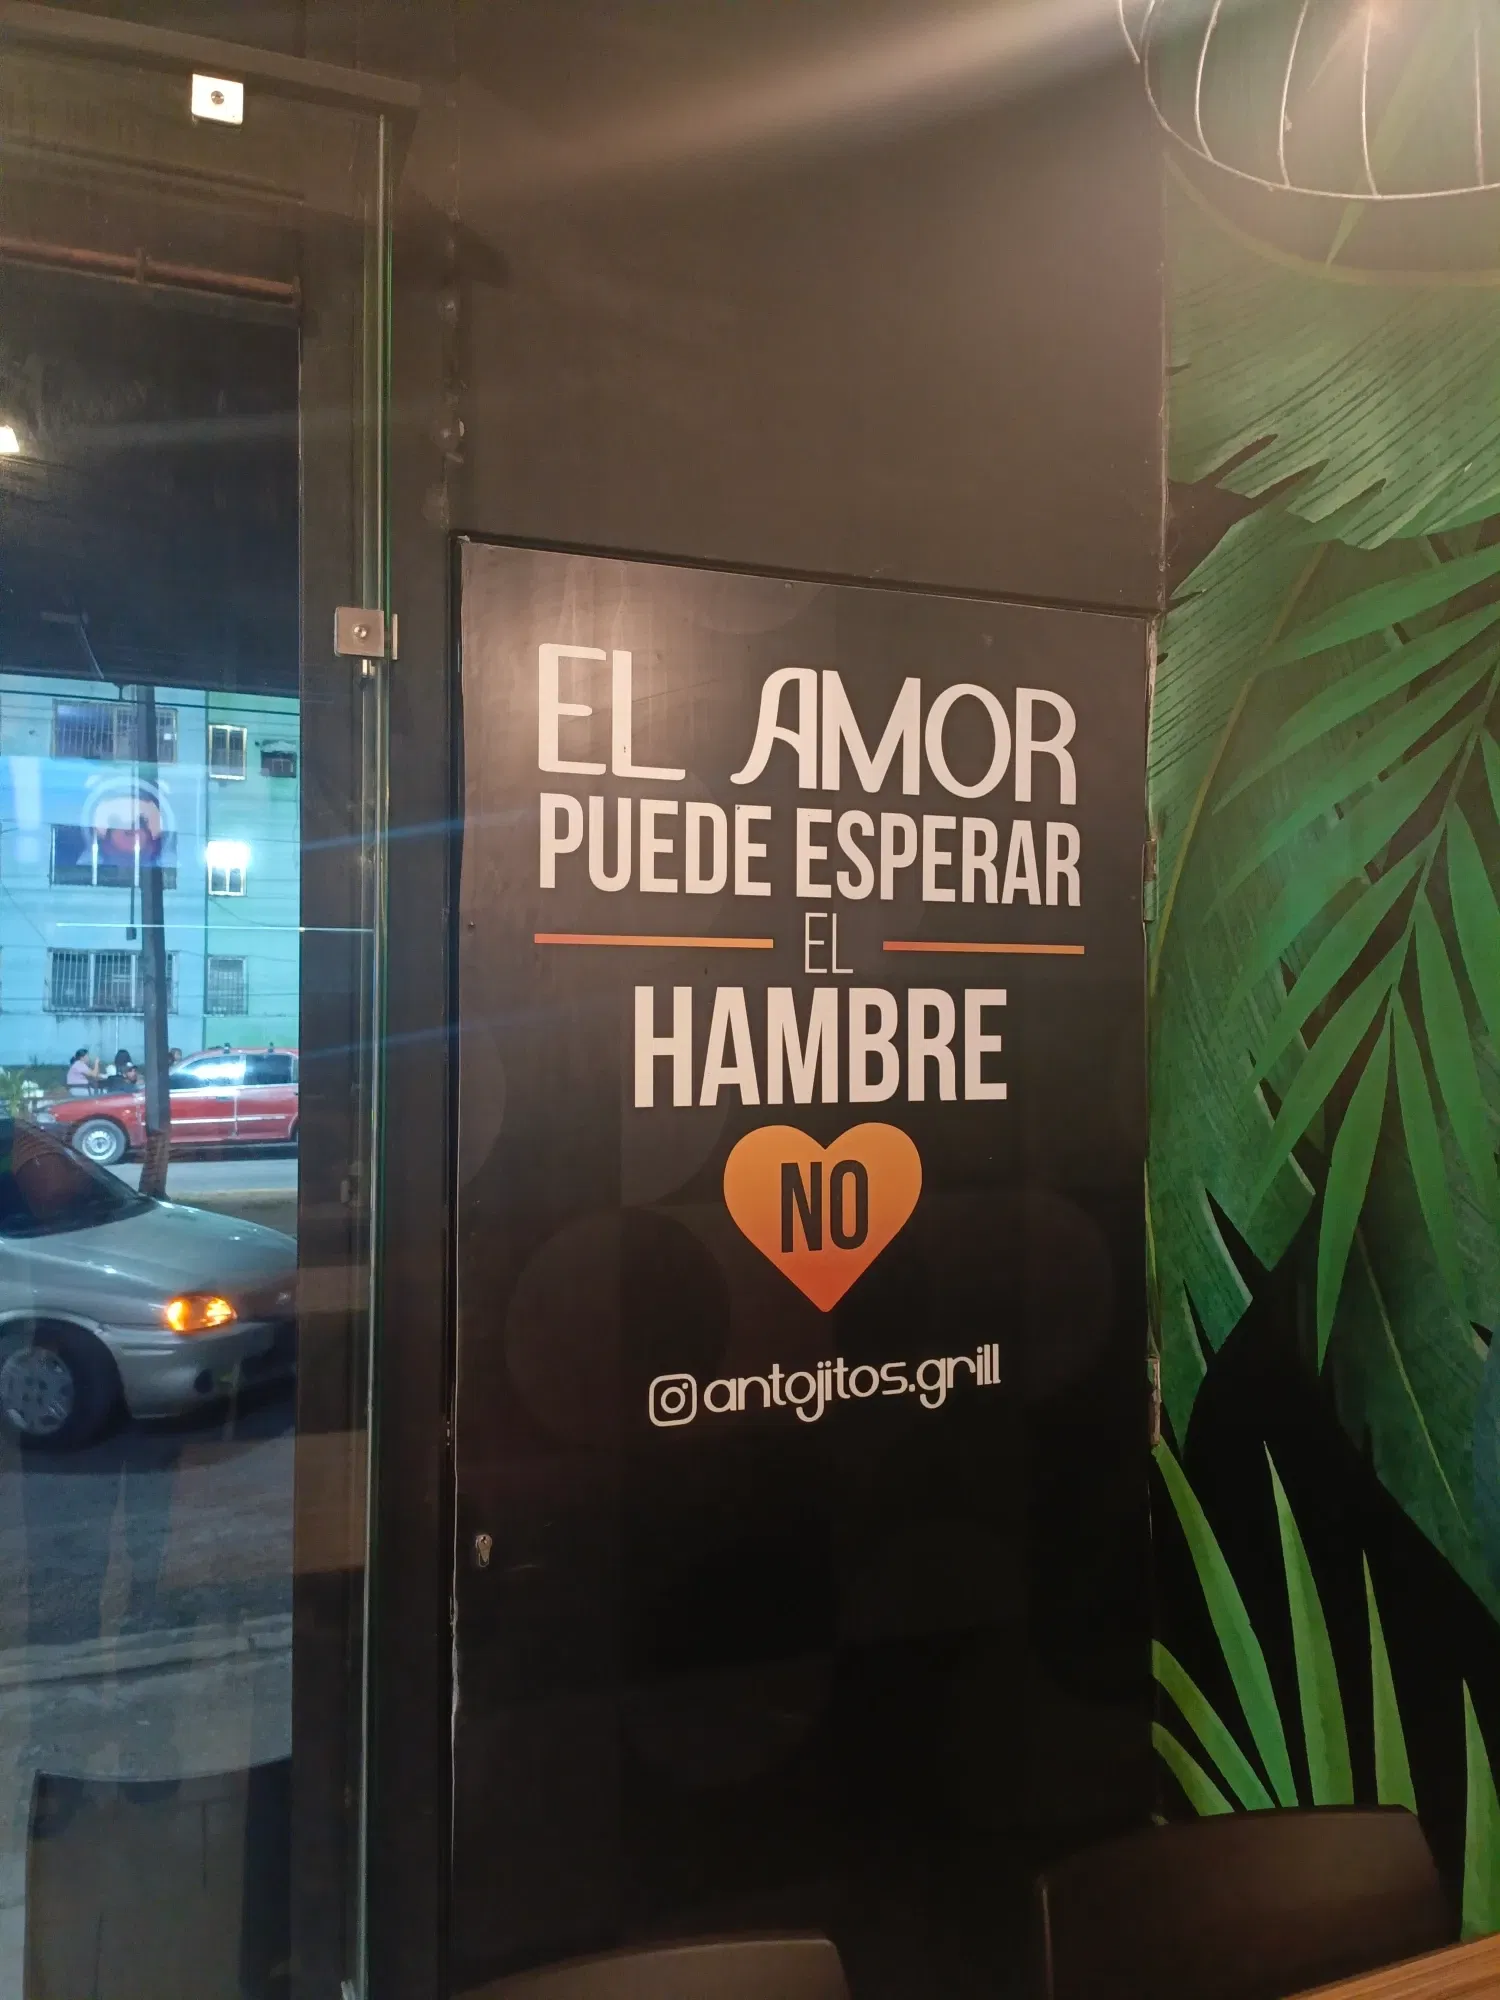 EL AMOR
PUEDE ESPERAR
EL
HAMBRE
NO
antojitos.grill